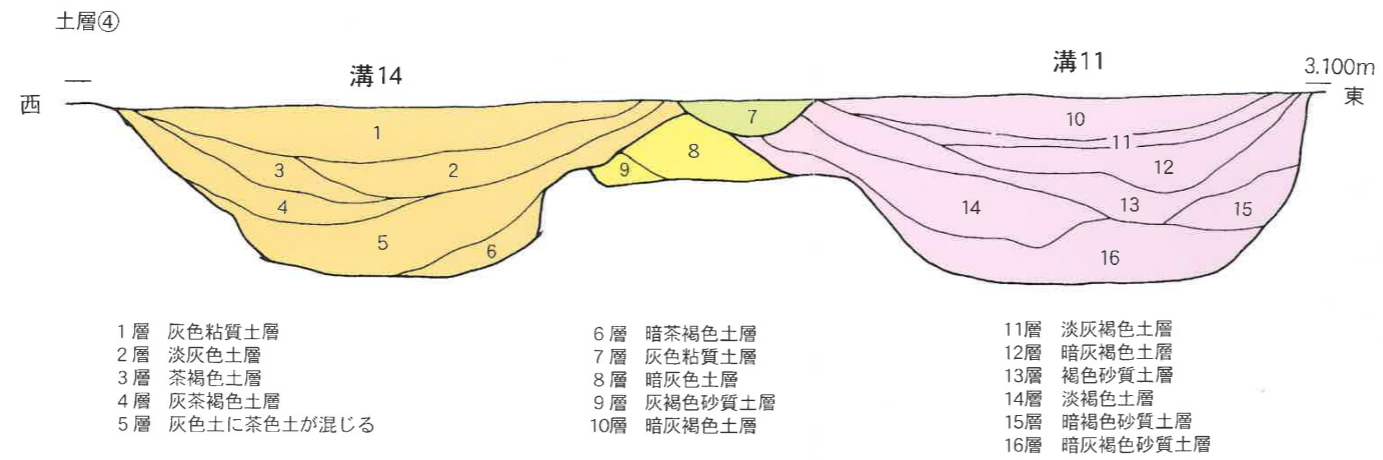 土層④
溝14
溝11
3.100m
西
東
1
2
3
4
5
6
7
8
9
10
11
12
13
14
15
16
1層 灰色粘質土層
2層 淡灰色土層
3層 茶褐色土層
4層 灰茶褐色土層
5層 灰色土に茶色土が混じる
6層 暗茶褐色土層
7層 灰色粘質土層
8層 暗灰色土層
9層 灰褐色砂質土層
10層 暗灰褐色土層
11層 淡灰褐色土層
12層 暗灰褐色土層
13層 褐色砂質土層
14層 淡褐色土層
15層 暗褐色砂質土層
16層 暗灰褐色砂質土層